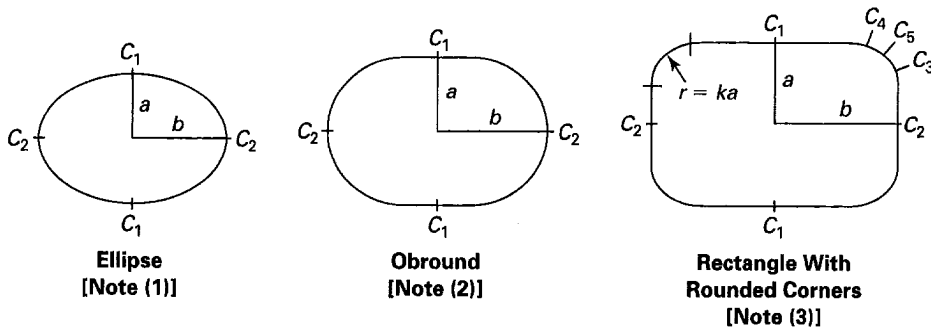 C1
a
b
C2
C2
C1
Ellipse
[Note (1)]
C1
a
b
C2
C2
C1
Obround
[Note (2)]
C1
C4
C5
C3
r = ka
a
b
C2
C2
C1
Rectangle With
Rounded Corners
[Note (3)]